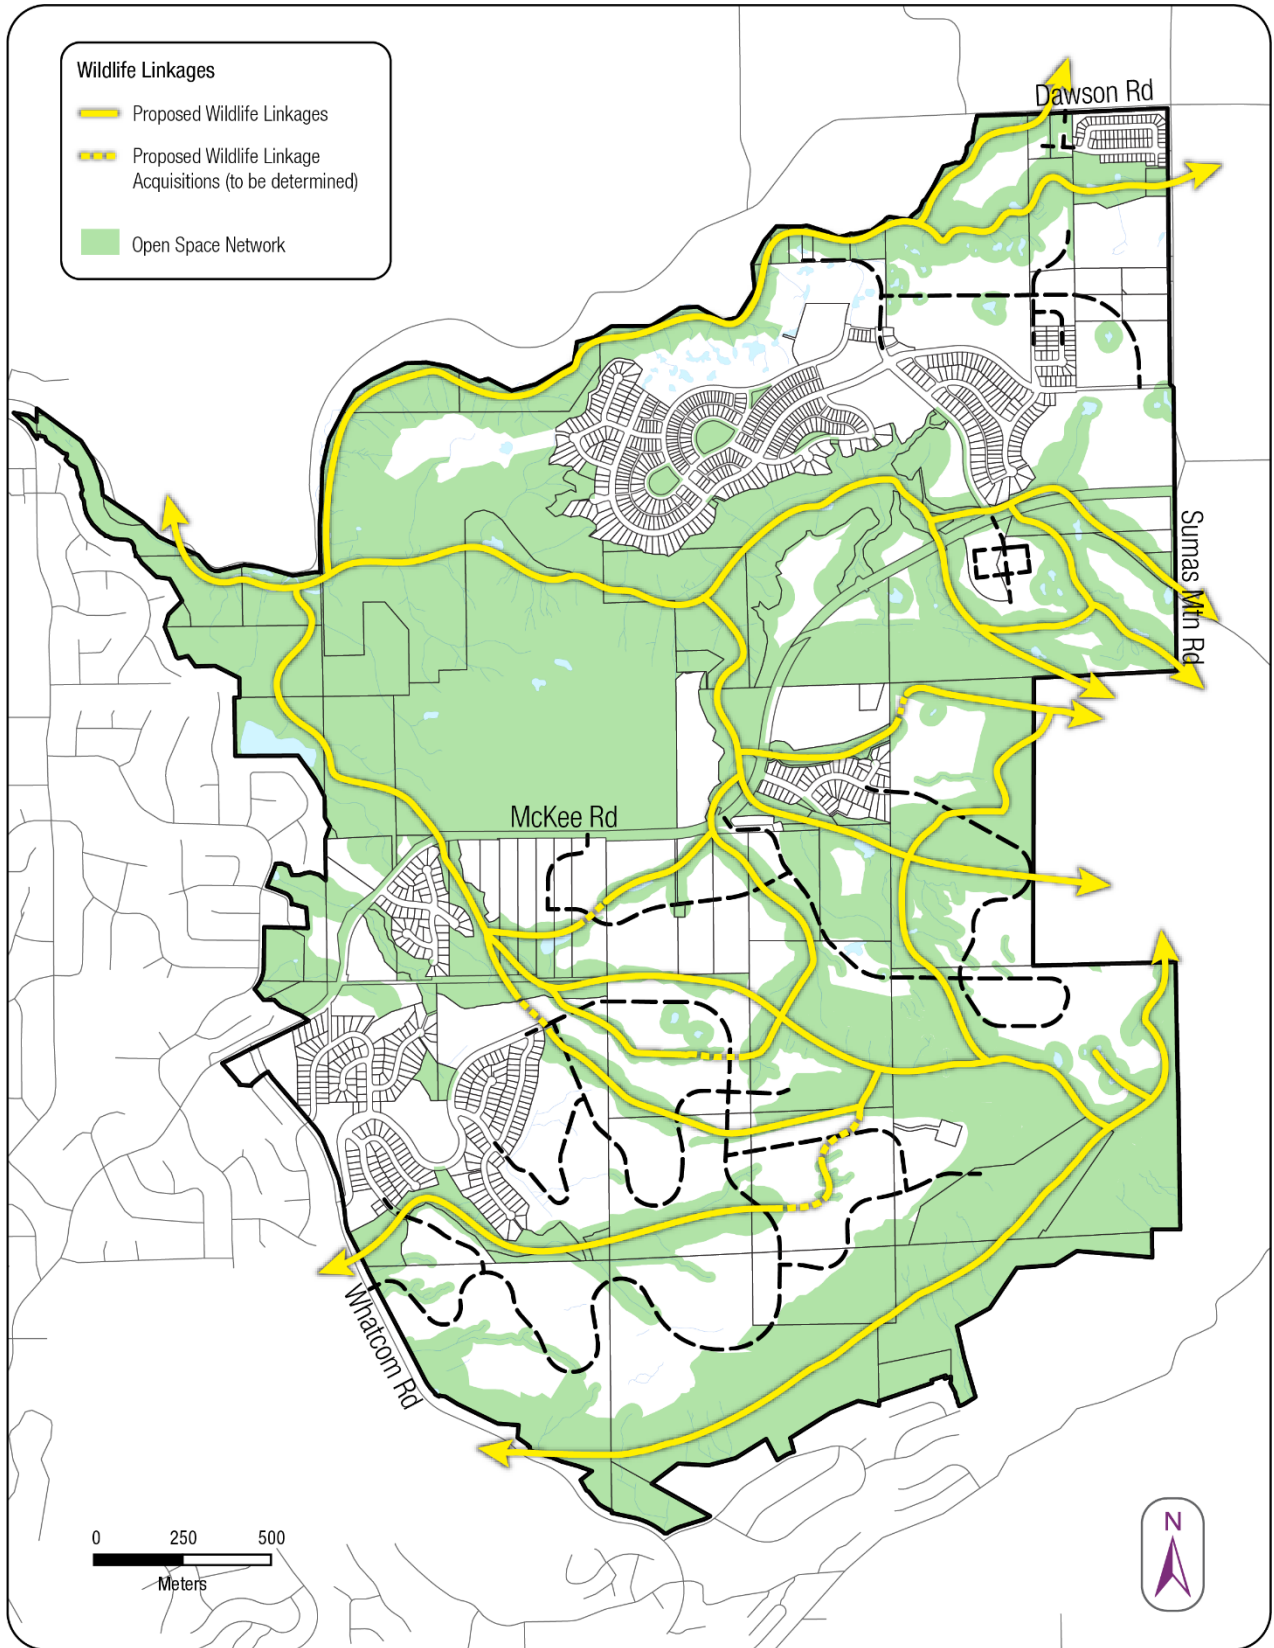 Wildlife Linkages
Proposed Wildlife Linkages
Proposed Wildlife Linkage
Acquisitions (to be determined)
Open Space Network
Dawson Rd
Sumas Mtn Rd
McKee Rd
Whatcom Rd
0 250 500
Meters
N